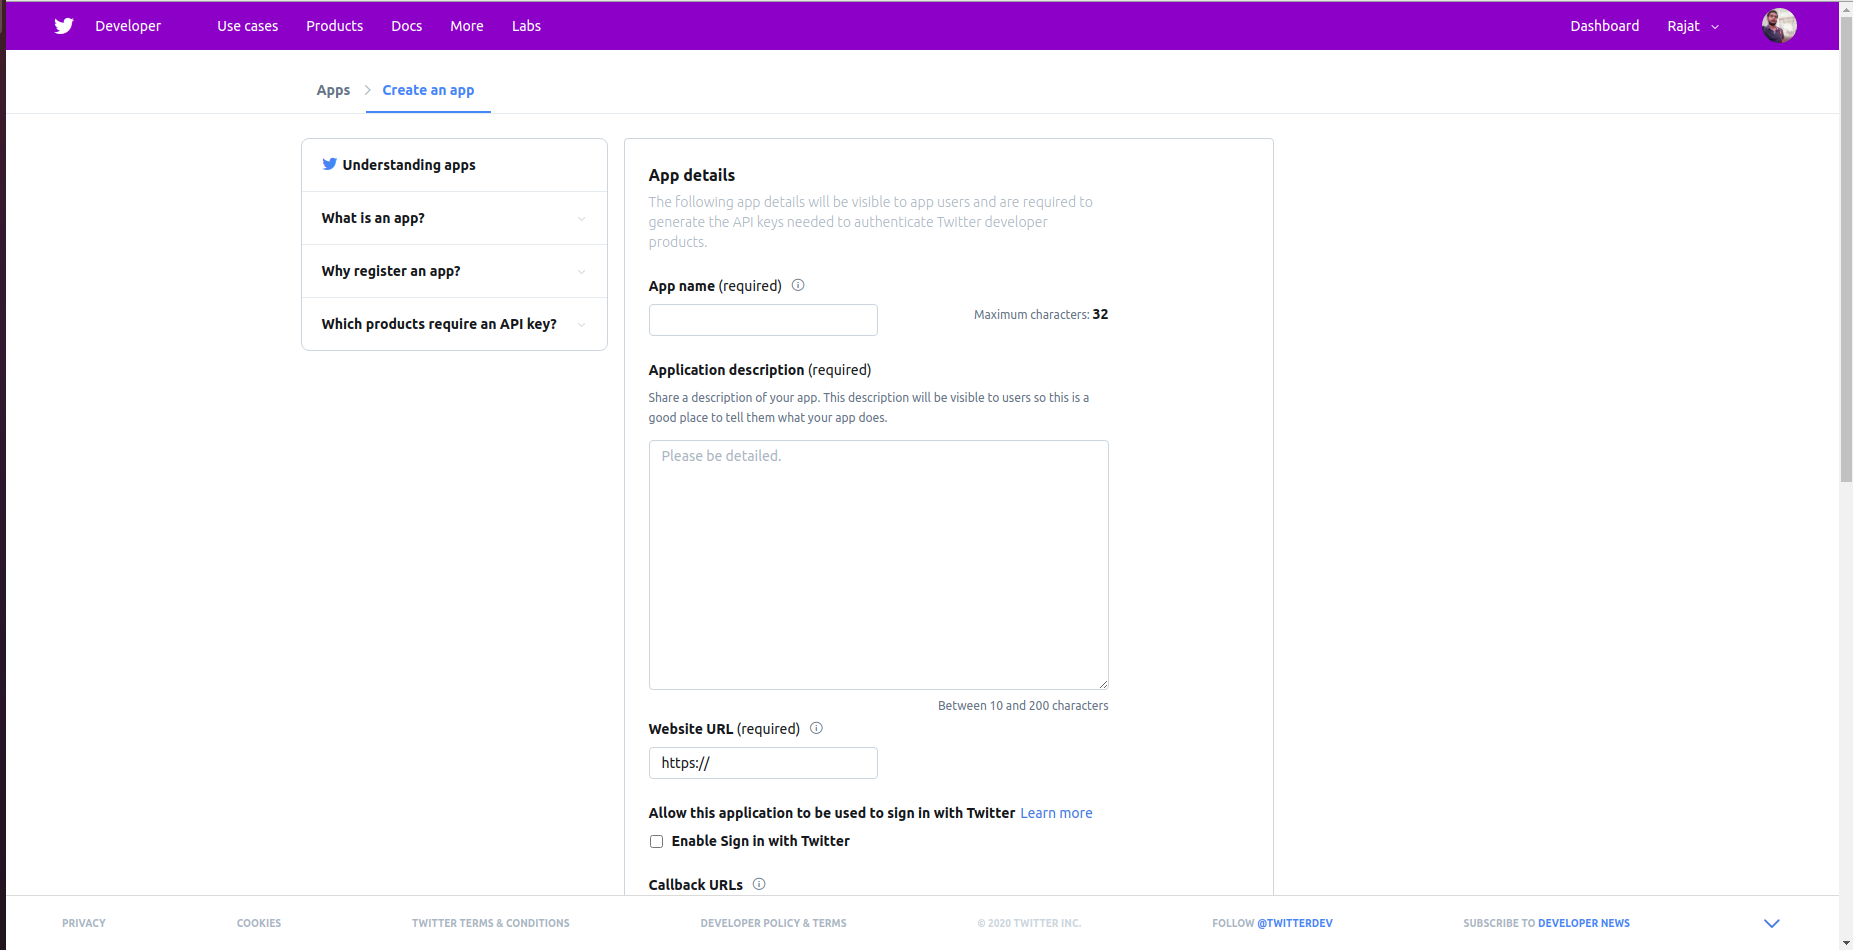 Developer Use cases Products Docs More Labs Dashboard Rajat
Apps Create an app
Understanding apps
What is an app?
Why register an app?
Which products require an API key?
App details
The following app details will be visible to app users and are required to
generate the API keys needed to authenticate Twitter developer
products.
App name (required)
Maximum characters: 32
Application description (required)
Share a description of your app. This description will be visible to users so this is a
good place to tell them what your app does.
Please be detailed.
Between 10 and 200 characters
Website URL (required)
https://
Allow this application to be used to sign in with Twitter Learn more
Enable Sign in with Twitter
Callback URLs
PRIVACY COOKIES TWITTER TERMS & CONDITIONS DEVELOPER POLICY & TERMS © 2020 TWITTER INC. FOLLOW @TWITTERDEV SUBSCRIBE TO DEVELOPER NEWS